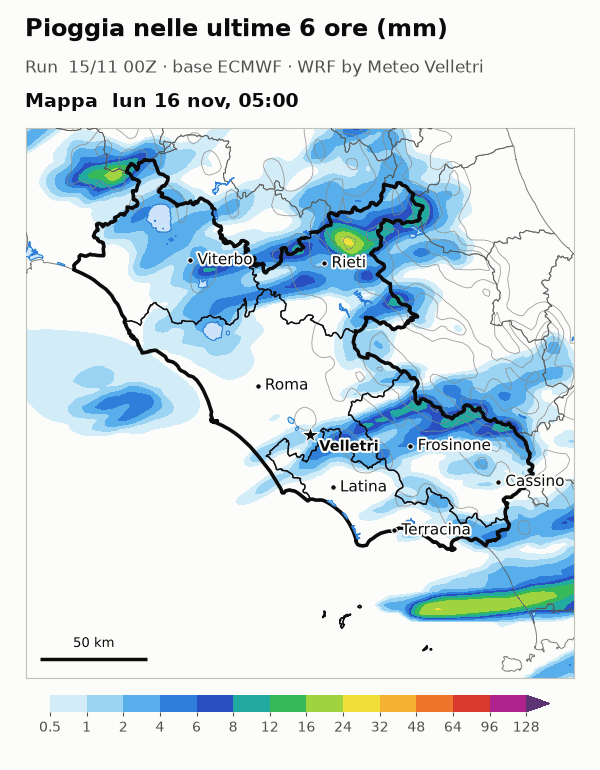 Pioggia nelle ultime 6 ore (mm)
Run  15/11 00Z · base ECMWF · WRF by Meteo Velletri
Mappa  lun 16 nov, 05:00
Viterbo
Rieti
Roma
Velletri
Frosinone
Cassino
Latina
Terracina
50 km
0.5 1 2 4 6 8 12 16 24 32 48 64 96 128